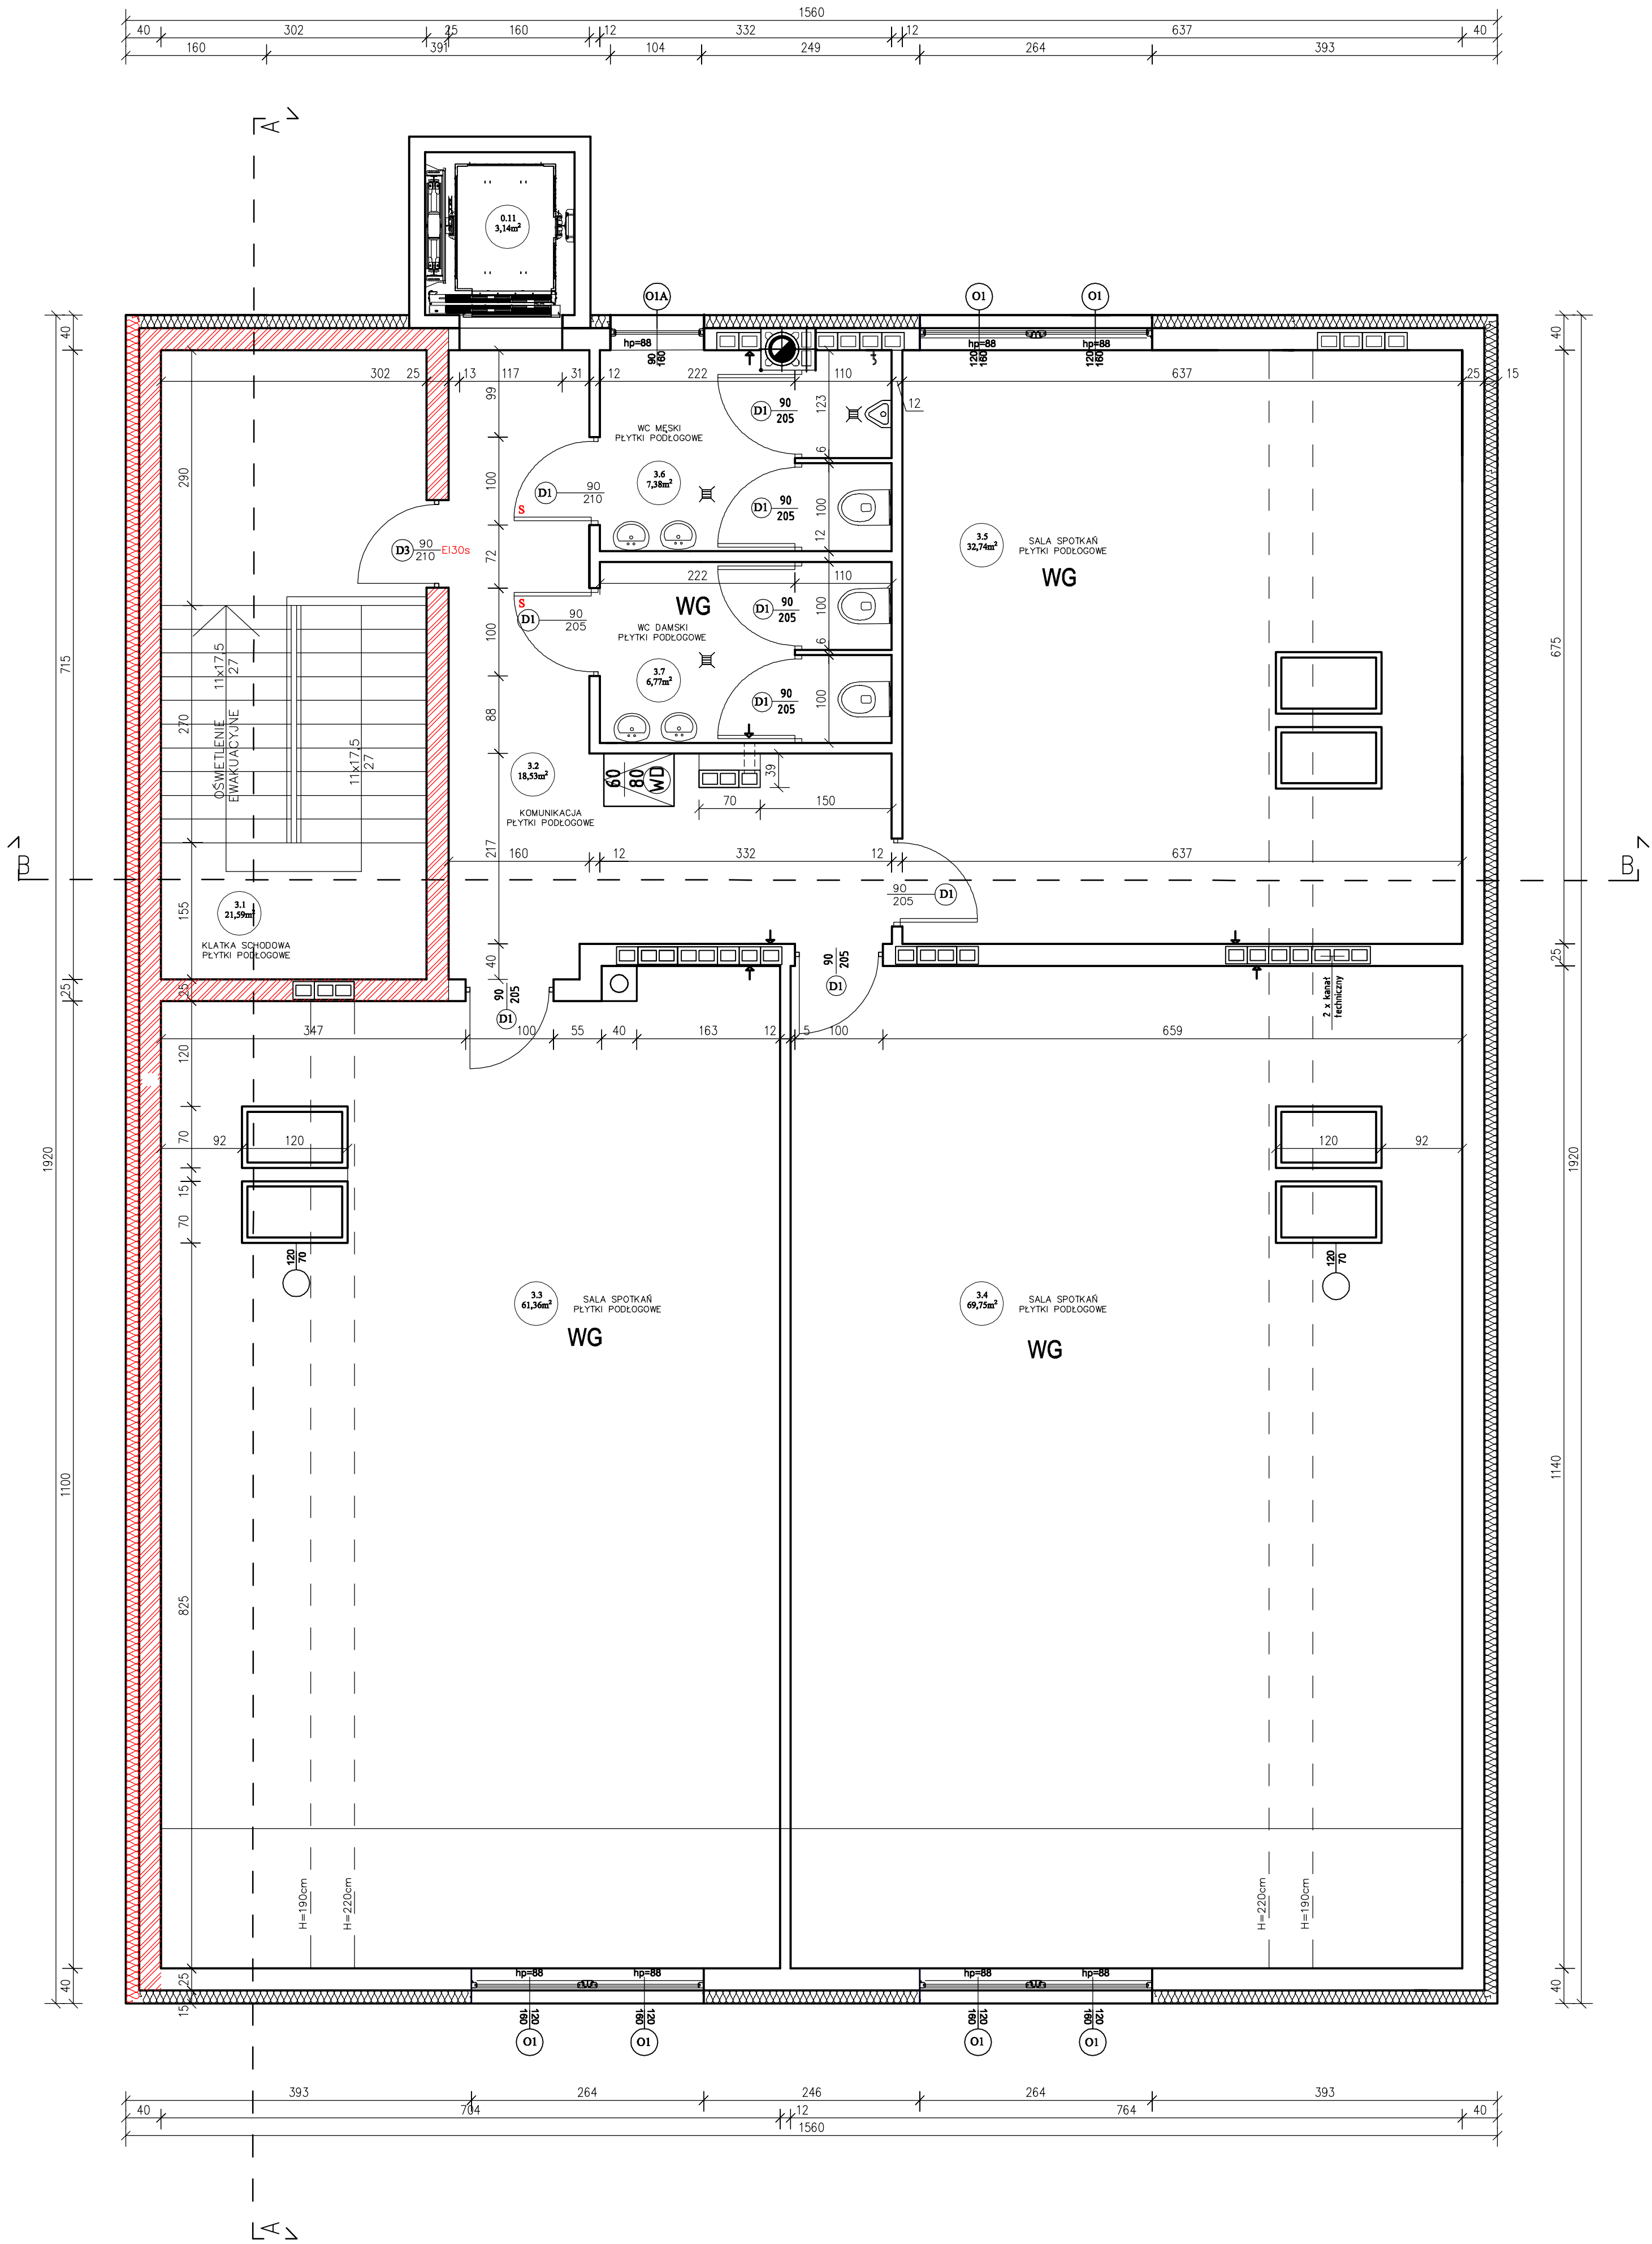 1560
40 302 25 160 12 332 12 637 40
160 391 104 249 264 393
A
0.11
3,14m²
O1A O1 O1
40 40
hp=88 hp=88 hp=88
90
160
120
160
120
160
302 25 13 117 31 12 222 110 637 25 15
12
99
123
D1 90
205
WC MĘSKI
PŁYTKI PODŁOGOWE
6
290
3.6
7,38m²
100
D1 90
210
S
D1 90
205
100
12
D3 90
210 EI30s
72
3.5
32,74m²
SALA SPOTKAŃ
PŁYTKI PODŁOGOWE
WG
222 110
S
D1 90
205
WG
D1 90
205
100
100
WC DAMSKI
PŁYTKI PODŁOGOWE
6
715
675
11x17,5
27
3.7
6,77m²
D1 90
205
100
88
270
OŚWIETLENIE
EWAKUACYJNE
11x17,5
27
3.2
18,53m²
60
80
WD
39
70 150
KOMUNIKACJA
PŁYTKI PODŁOGOWE
217
160 12 332 12 637
B B
90
205 D1
155
3.1
21,59m²
KLATKA SCHODOWA
PŁYTKI PODŁOGOWE
40
90
205
D1
25
25
25
90
205
D1
2 x kanał
techniczny
347 100 55 40 163 12 5 100 659
120
70
92 120
120 92
1920
1920
15
70
120
70
120
70
3.3
61,36m²
SALA SPOTKAŃ
PŁYTKI PODŁOGOWE
WG
3.4
69,75m²
SALA SPOTKAŃ
PŁYTKI PODŁOGOWE
WG
1100
1140
825
H=190cm
H=220cm
H=220cm
H=190cm
hp=88 hp=88 hp=88 hp=88
40
25
15
40
120
160
120
160
120
160
120
160
O1 O1 O1 O1
393 264 246 264 393
40 704 12 764 40
1560
A